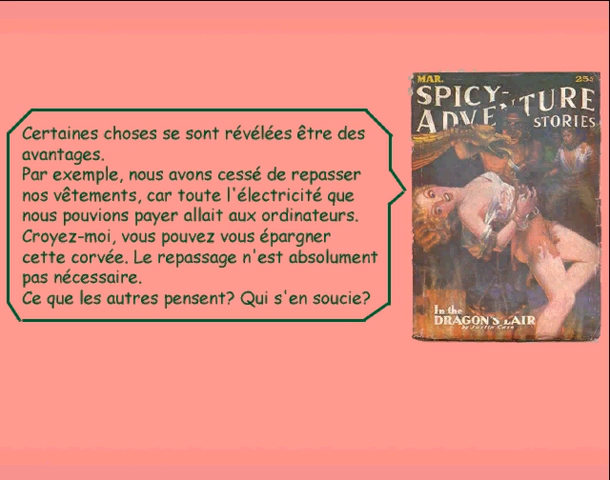 Certaines choses se sont révélées être des
avantages.
Par exemple, nous avons cessé de repasser
nos vêtements, car toute l'électricité que
nous pouvions payer allait aux ordinateurs.
Croyez-moi, vous pouvez vous épargner
cette corvée. Le repassage n'est absolument
pas nécessaire.
Ce que les autres pensent? Qui s'en soucie?
MAR. 25¢
SPICY-
ADVENTURE
STORIES
In the
DRAGON'S LAIR
by Justin Case